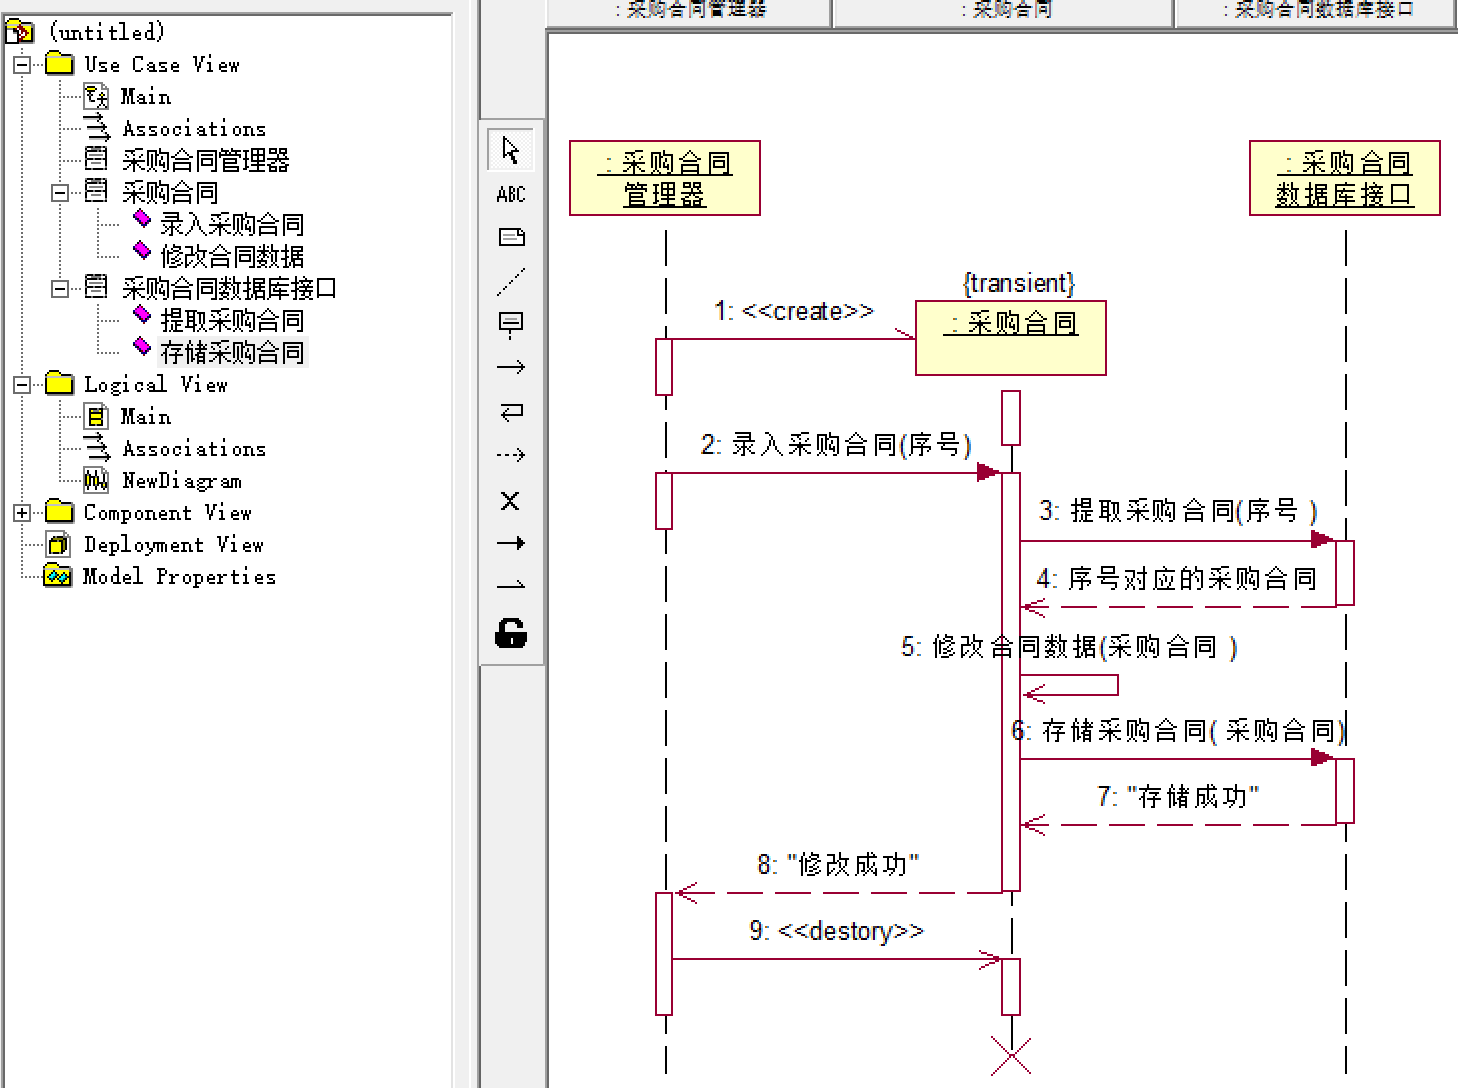 (untitled)
Use Case View
Main
Associations
采购合同管理器
采购合同
录入采购合同
修改合同数据
采购合同数据库接口
提取采购合同
存储采购合同
Logical View
Main
Associations
NewDiagram
Component View
Deployment View
Model Properties
ABC
: 采购合同管理器
: 采购合同
: 采购合同数据库接口
: 采购合同
管理器
: 采购合同
数据库接口
{transient}
: 采购合同
1: <<create>>
2: 录入采购合同(序号)
3: 提取采购合同(序号 )
4: 序号对应的采购合同
5: 修改合同数据(采购合同 )
6: 存储采购合同( 采购合同)
7: "存储成功"
8: "修改成功"
9: <<destory>>